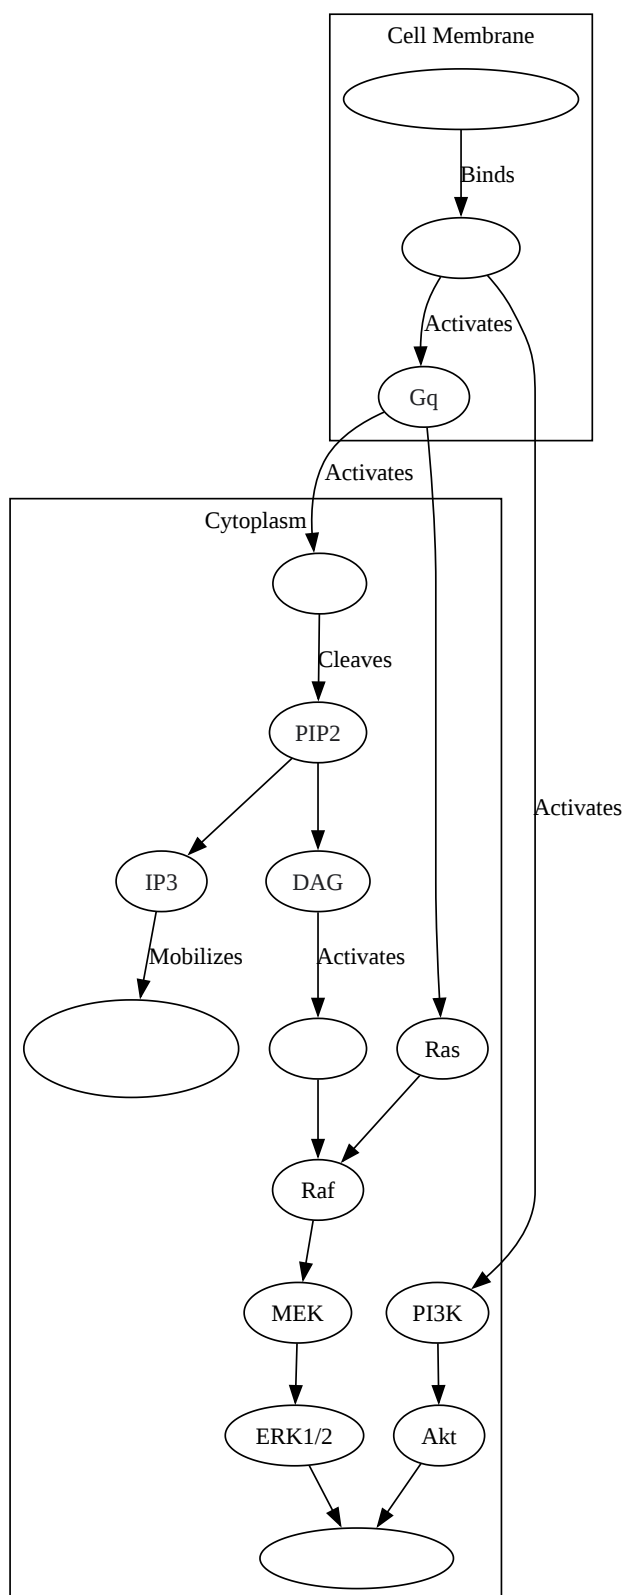 Cell Membrane
Binds
Activates
Gq
Activates
Cytoplasm
Cleaves
PIP2
Activates
IP3
DAG
Mobilizes
Activates
Ras
Raf
MEK
PI3K
ERK1/2
Akt